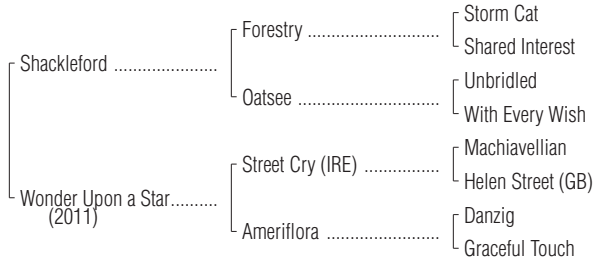 Storm Cat
Forestry ........................
Shared Interest
Shackleford ...................
Unbridled
Oatsee ..........................
With Every Wish
Machiavellian
Street Cry (IRE) ..............
Helen Street (GB)
Wonder Upon a Star.........
(2011)
Danzig
Ameriflora .....................
Graceful Touch